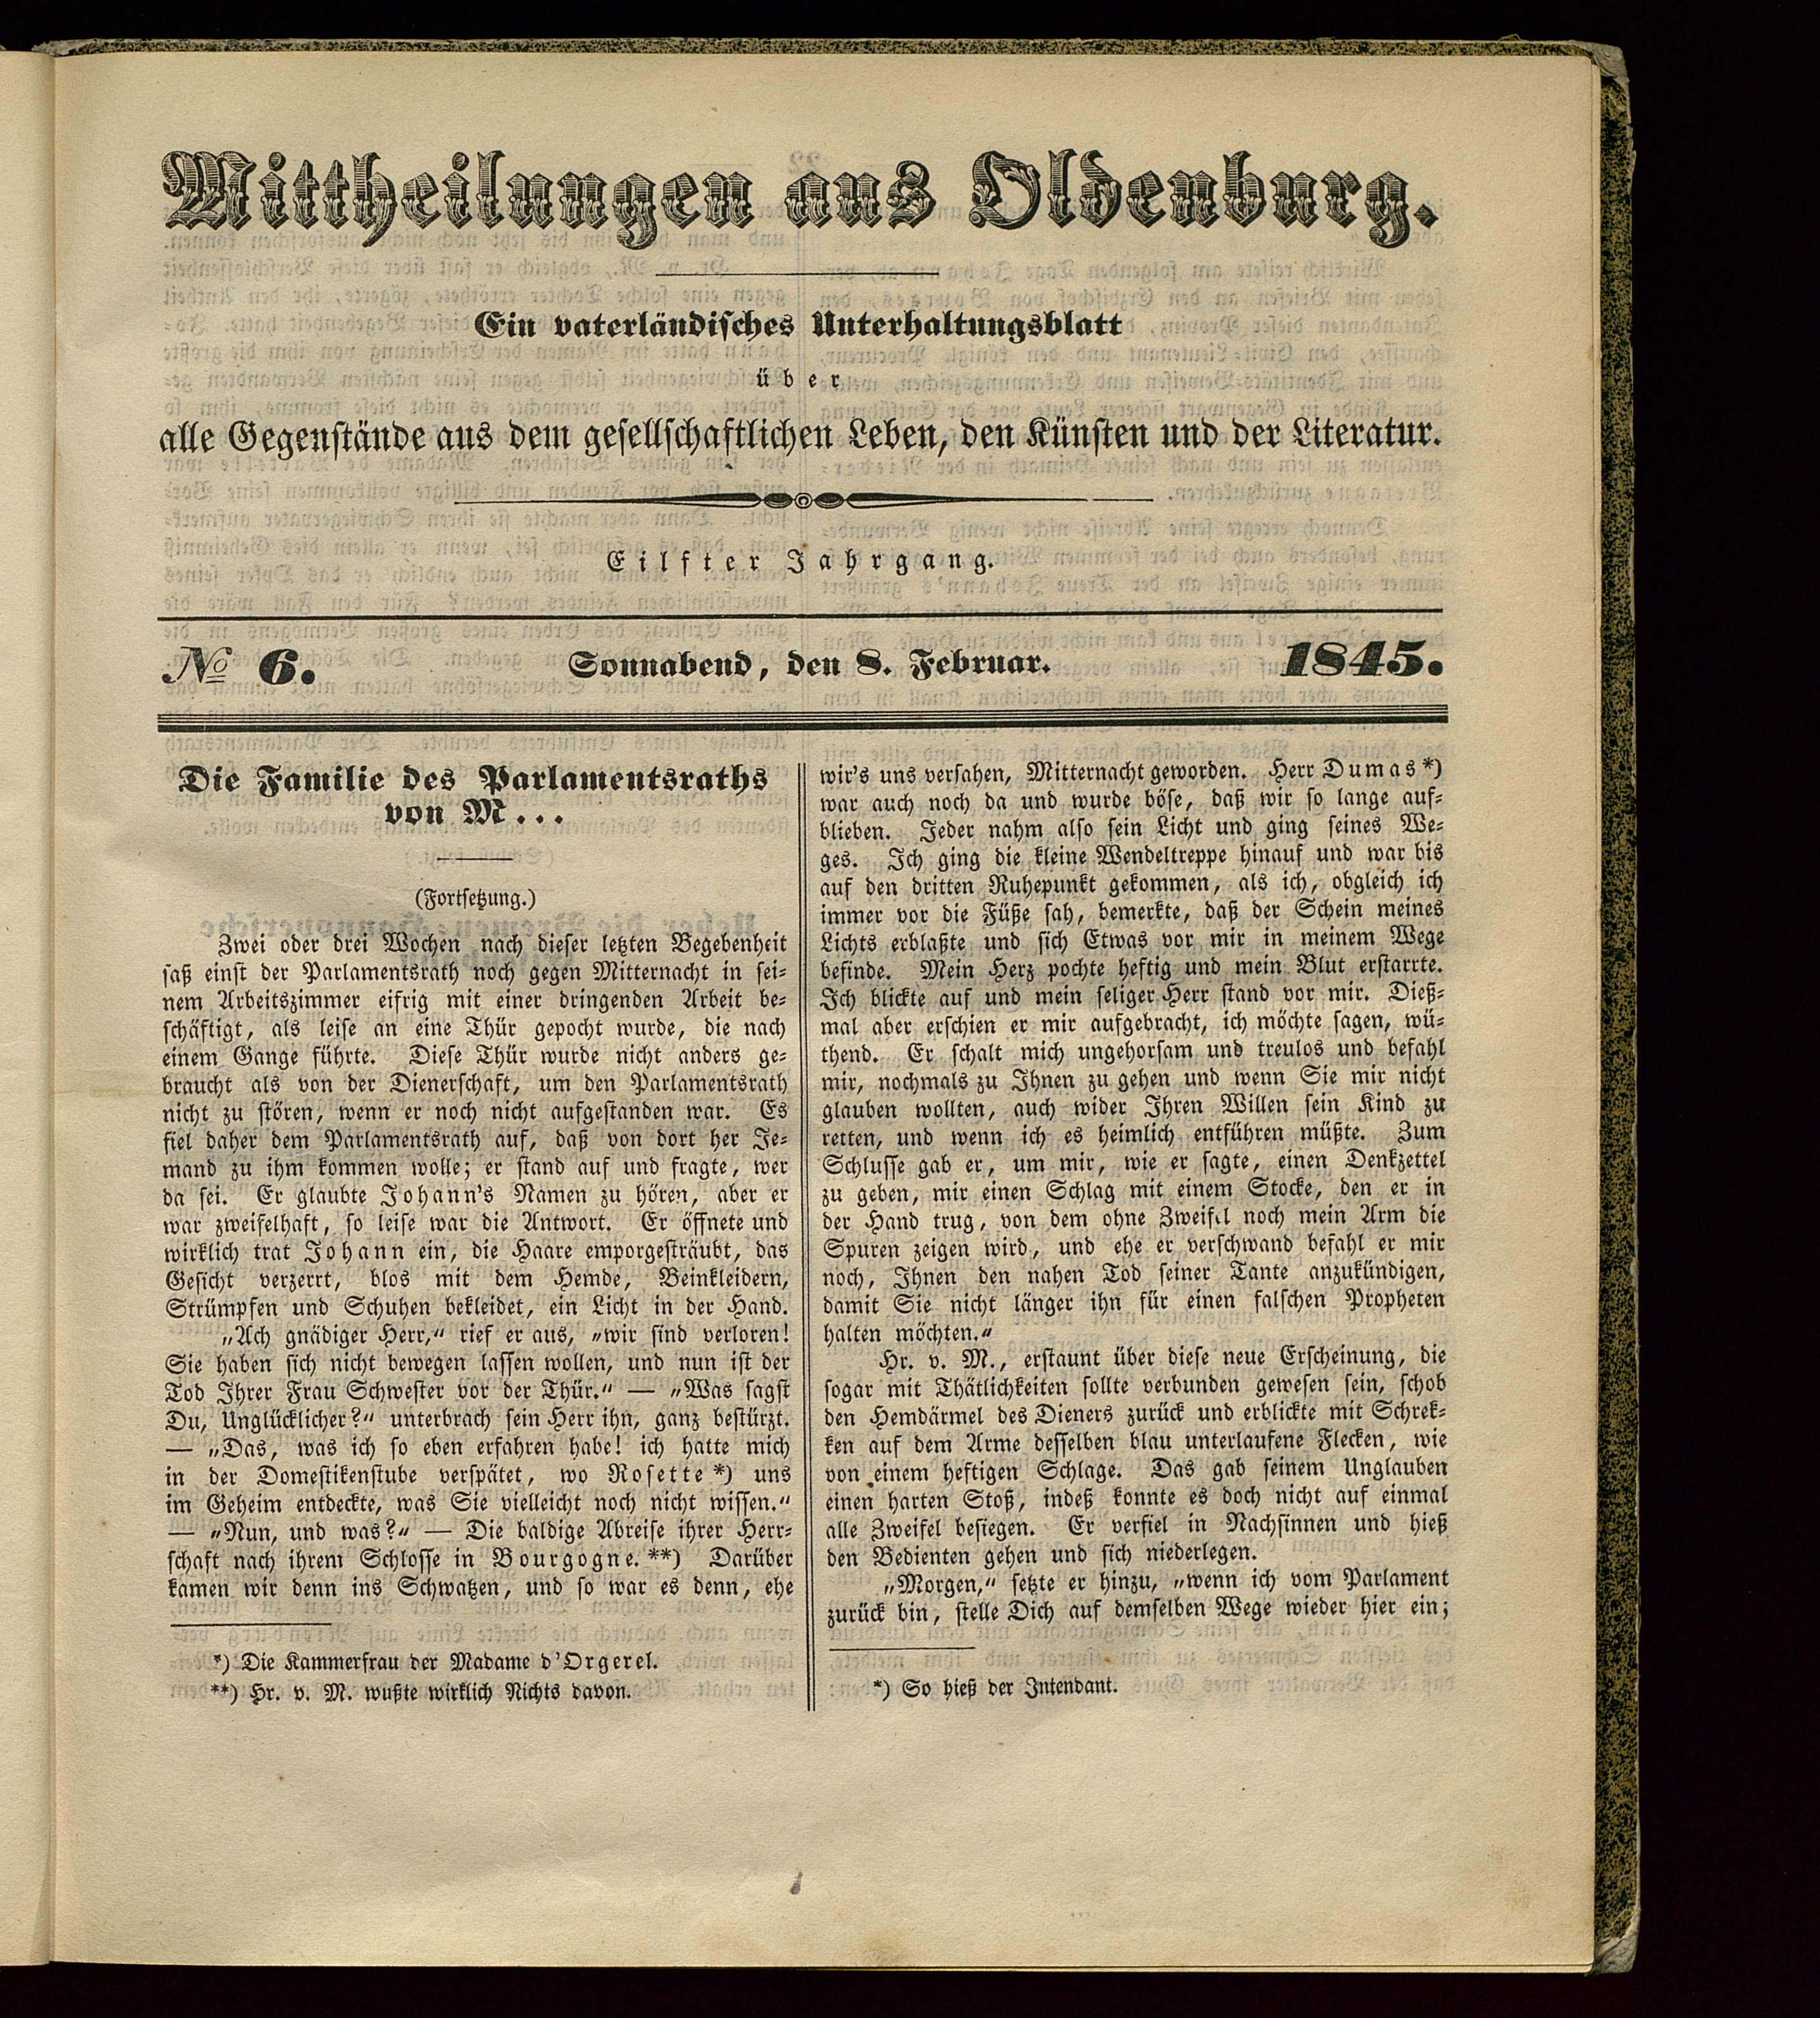 Mittheilungen aus Oldenburg.
Ein vaterländisches Unterhaltungsblatt
über
alle Gegenstände aus dem gesellschaftlichen Leben, den Künsten und der Literatur.
Eilfter Jahrgang.
№ 6. Sonnabend, den 8. Februar. 1845.
Die Familie des Parlamentsraths
von M...
(Fortsetzung.)
Zwei oder drei Wochen nach dieser letzten Begebenheit
saß einst der Parlamentsrath noch gegen Mitternacht in sei-
nem Arbeitszimmer eifrig mit einer dringenden Arbeit be-
schäftigt, als leise an eine Thür gepocht wurde, die nach
einem Gange führte. Diese Thür wurde nicht anders ge-
braucht als von der Dienerschaft, um den Parlamentsrath
nicht zu stören, wenn er noch nicht aufgestanden war. Es
fiel daher dem Parlamentsrath auf, daß von dort her Je-
mand zu ihm kommen wolle; er stand auf und fragte, wer
da sei. Er glaubte Johann's Namen zu hören, aber er
war zweifelhaft, so leise war die Antwort. Er öffnete und
wirklich trat Johann ein, die Haare emporgesträubt, das
Gesicht verzerrt, blos mit dem Hemde, Beinkleidern,
Strümpfen und Schuhen bekleidet, ein Licht in der Hand.
„Ach gnädiger Herr,“ rief er aus, „wir sind verloren!
Sie haben sich nicht bewegen lassen wollen, und nun ist der
Tod Ihrer Frau Schwester vor der Thür.“ — „Was sagst
Du, Unglücklicher?“ unterbrach sein Herr ihn, ganz bestürzt.
— „Das, was ich so eben erfahren habe! ich hatte mich
in der Domestikenstube verspätet, wo Rosette *) uns
im Geheim entdeckte, was Sie vielleicht noch nicht wissen.“
— „Nun, und was?“ — Die baldige Abreise ihrer Herr-
schaft nach ihrem Schlosse in Bourgogne. **) Darüber
kamen wir denn ins Schwatzen, und so war es denn, ehe
*) Die Kammerfrau der Madame d'Orgerel.
**) Hr. v. M. wußte wirklich Nichts davon.
wir's uns versahen, Mitternacht geworden. Herr Dumas *)
war auch noch da und wurde böse, daß wir so lange auf-
blieben. Jeder nahm also sein Licht und ging seines We-
ges. Ich ging die kleine Wendeltreppe hinauf und war bis
auf den dritten Ruhepunkt gekommen, als ich, obgleich ich
immer vor die Füße sah, bemerkte, daß der Schein meines
Lichts erblaßte und sich Etwas vor mir in meinem Wege
befinde. Mein Herz pochte heftig und mein Blut erstarrte.
Ich blickte auf und mein seliger Herr stand vor mir. Dieß-
mal aber erschien er mir aufgebracht, ich möchte sagen, wü-
thend. Er schalt mich ungehorsam und treulos und befahl
mir, nochmals zu Ihnen zu gehen und wenn Sie mir nicht
glauben wollten, auch wider Ihren Willen sein Kind zu
retten, und wenn ich es heimlich entführen müßte. Zum
Schlusse gab er, um mir, wie er sagte, einen Denkzettel
zu geben, mir einen Schlag mit einem Stocke, den er in
der Hand trug, von dem ohne Zweifel noch mein Arm die
Spuren zeigen wird, und ehe er verschwand befahl er mir
noch, Ihnen den nahen Tod seiner Tante anzukündigen,
damit Sie nicht länger ihn für einen falschen Propheten
halten möchten.“
Hr. v. M., erstaunt über diese neue Erscheinung, die
sogar mit Thätlichkeiten sollte verbunden gewesen sein, schob
den Hemdärmel des Dieners zurück und erblickte mit Schrek-
ken auf dem Arme desselben blau unterlaufene Flecken, wie
von einem heftigen Schlage. Das gab seinem Unglauben
einen harten Stoß, indeß konnte es doch nicht auf einmal
alle Zweifel besiegen. Er verfiel in Nachsinnen und hieß
den Bedienten gehen und sich niederlegen.
„Morgen,“ setzte er hinzu, „wenn ich vom Parlament
zurück bin, stelle Dich auf demselben Wege wieder hier ein;
*) So hieß der Intendant.